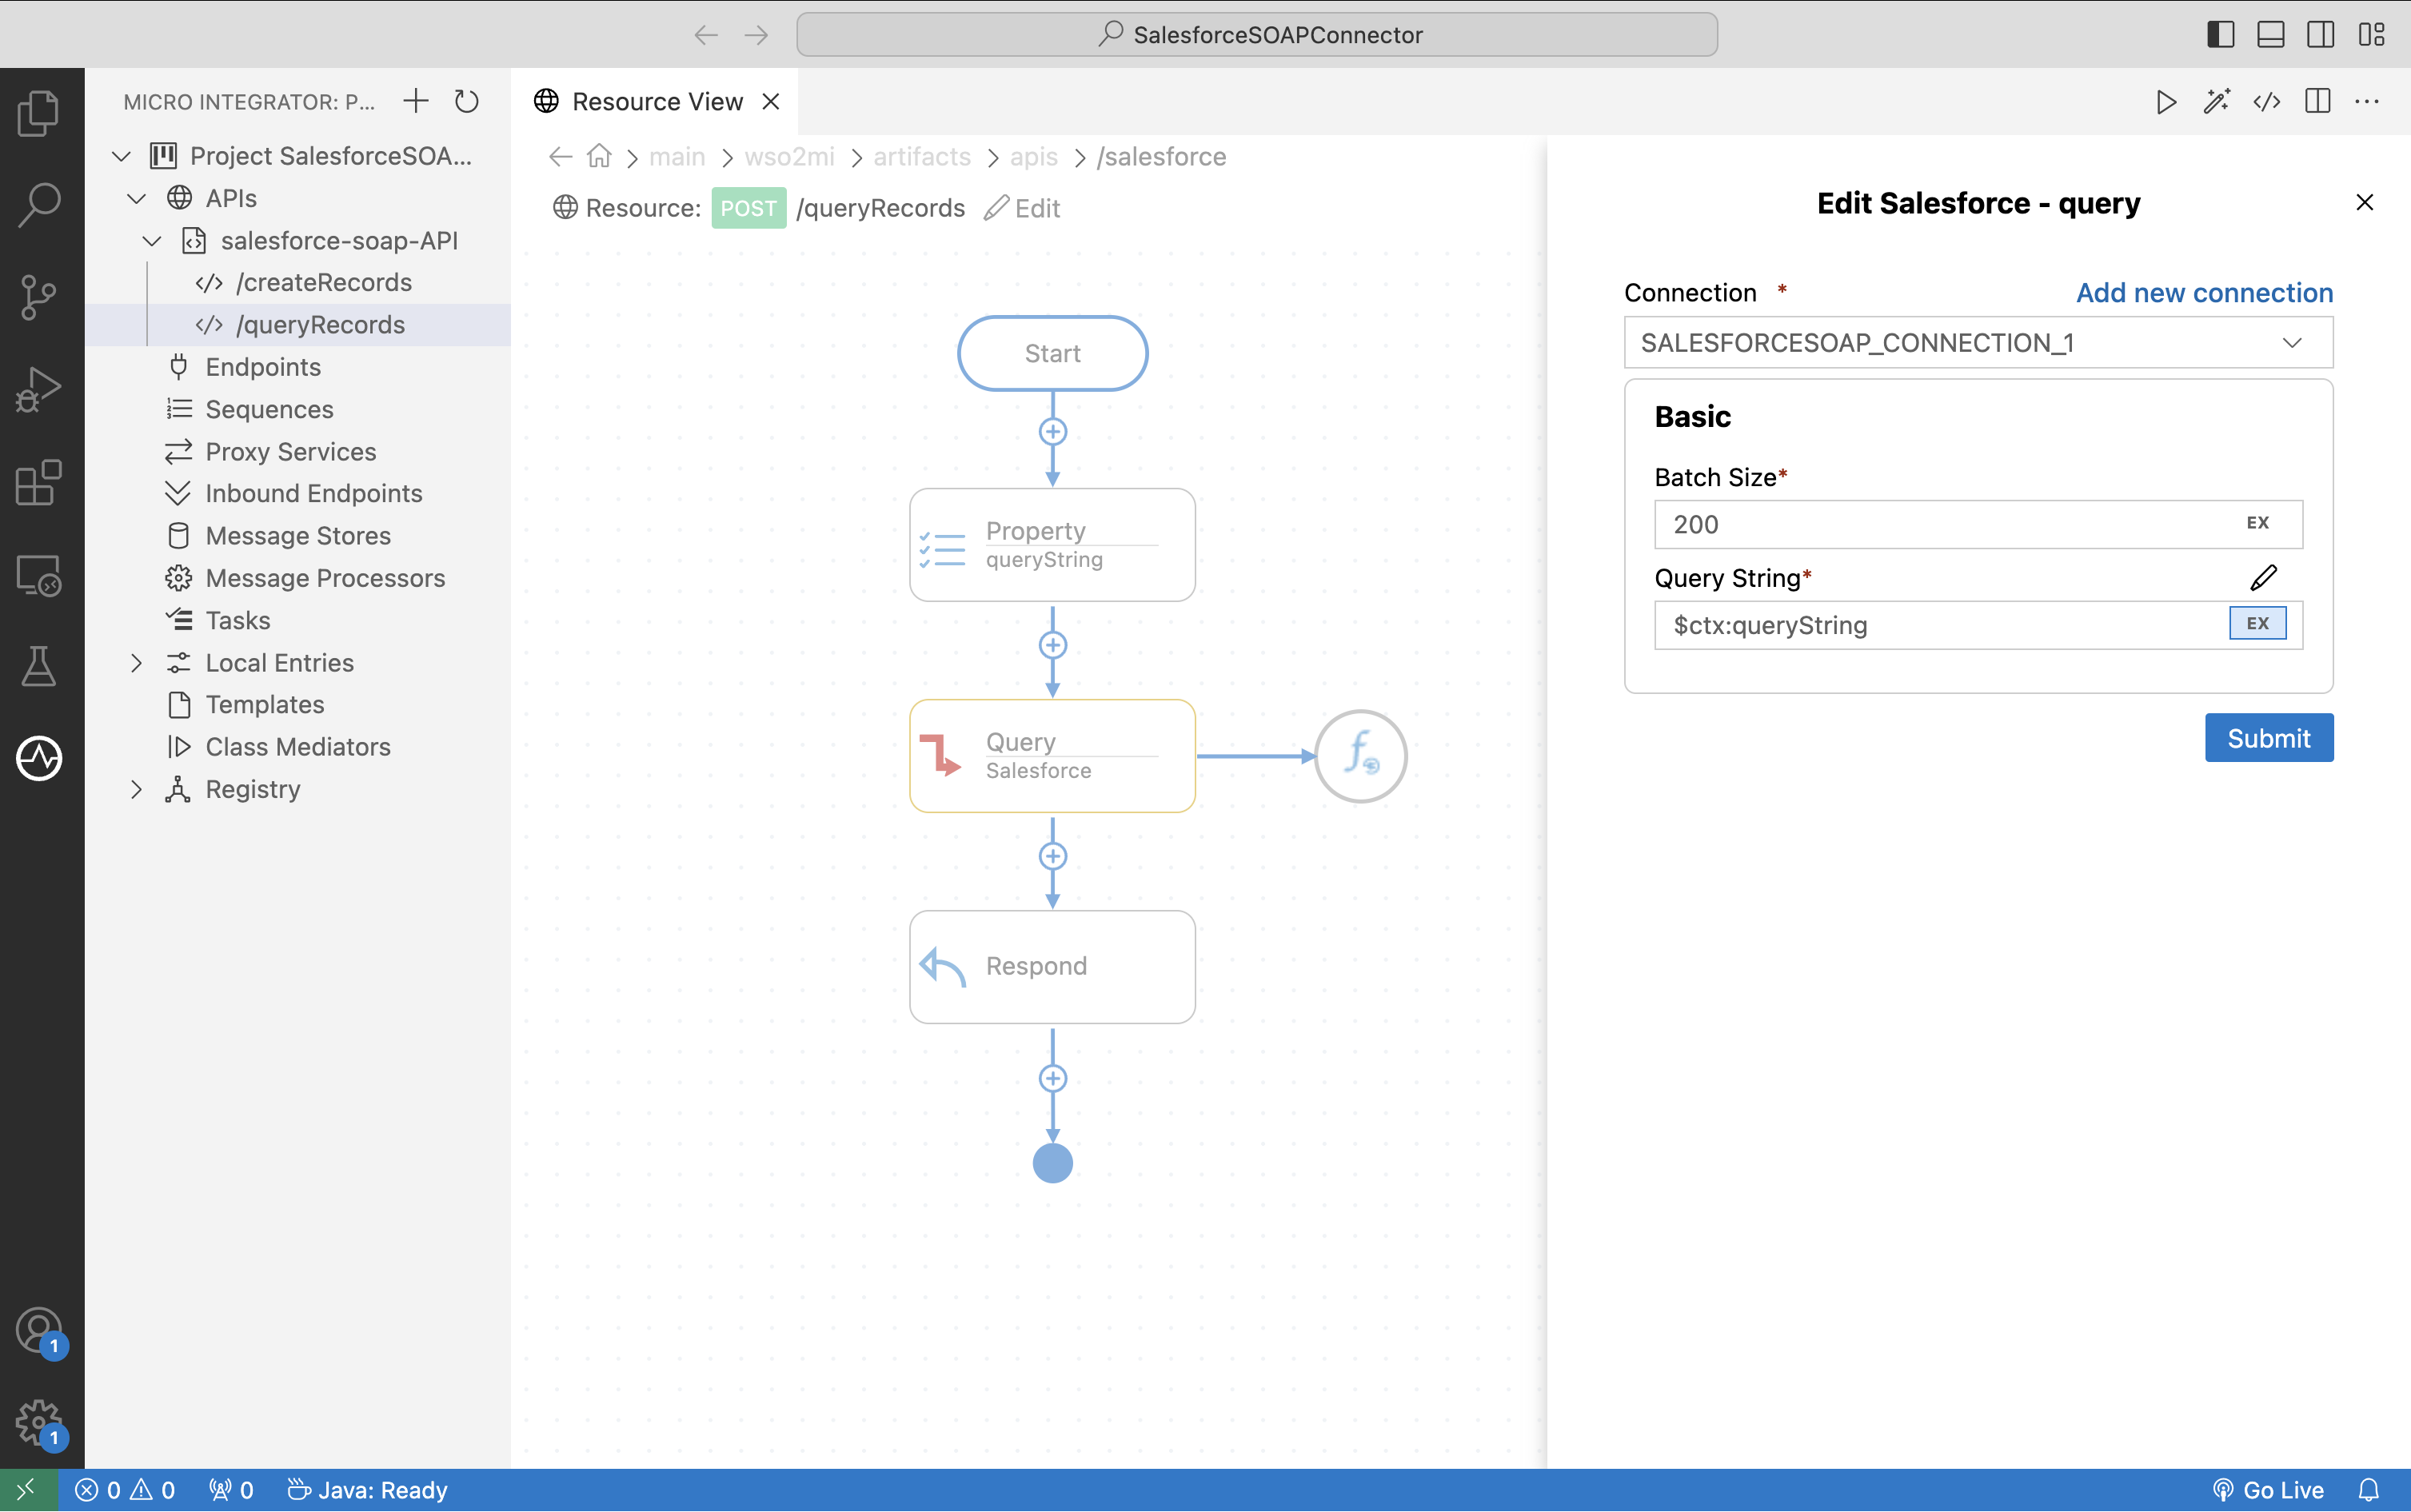 SalesforceSOAPConnector
MICRO INTEGRATOR: P...
Resource View
Project SalesforceSOA...
APIs
salesforce-soap-API
/createRecords
/queryRecords
Endpoints
Sequences
Proxy Services
Inbound Endpoints
Message Stores
Message Processors
Tasks
Local Entries
Templates
Class Mediators
Registry
main wso2mi artifacts apis /salesforce
Resource: POST /queryRecords Edit
Start
Property
queryString
Query
Salesforce
Respond
Edit Salesforce - query
Connection * Add new connection
SALESFORCESOAP_CONNECTION_1
Basic
Batch Size*
200 EX
Query String*
$ctx:queryString EX
Submit
1
1
0 0 0 Java: Ready Go Live